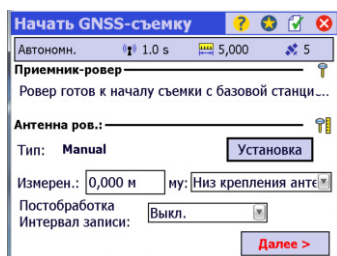 Начать GNSS-съемку
Автономн. 1.0 s 5,000 5
Приемник-ровер
Ровер готов к началу съемки с базовой станци...
Антенна ров.:
Тип: Manual Установка
Измерен.: 0,000 м му: Низ крепления анте
Постобработка
Интервал записи: Выкл.
Далее >